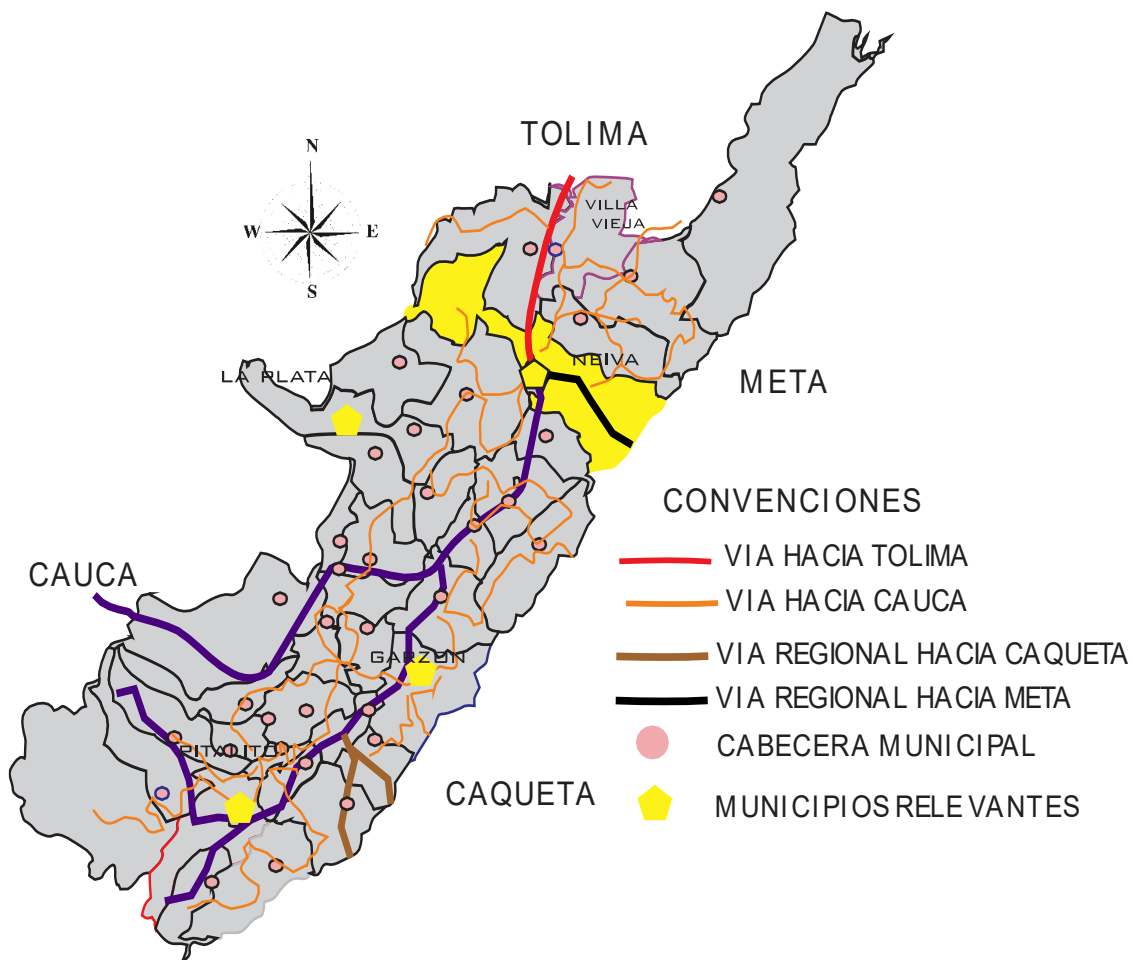 TOLIMA
N
W
E
S
VILLA
VIEJA
NEIVA
LA PLATA
META
CONVENCIONES
VIA HACIA TOLIMA
CAUCA
VIA HACIA CAUCA
GARZON
VIA REGIONAL HACIA CAQUETA
VIA REGIONAL HACIA META
PITALITO
CABECERA MUNICIPAL
CAQUETA
MUNICIPIOS RELEVANTES